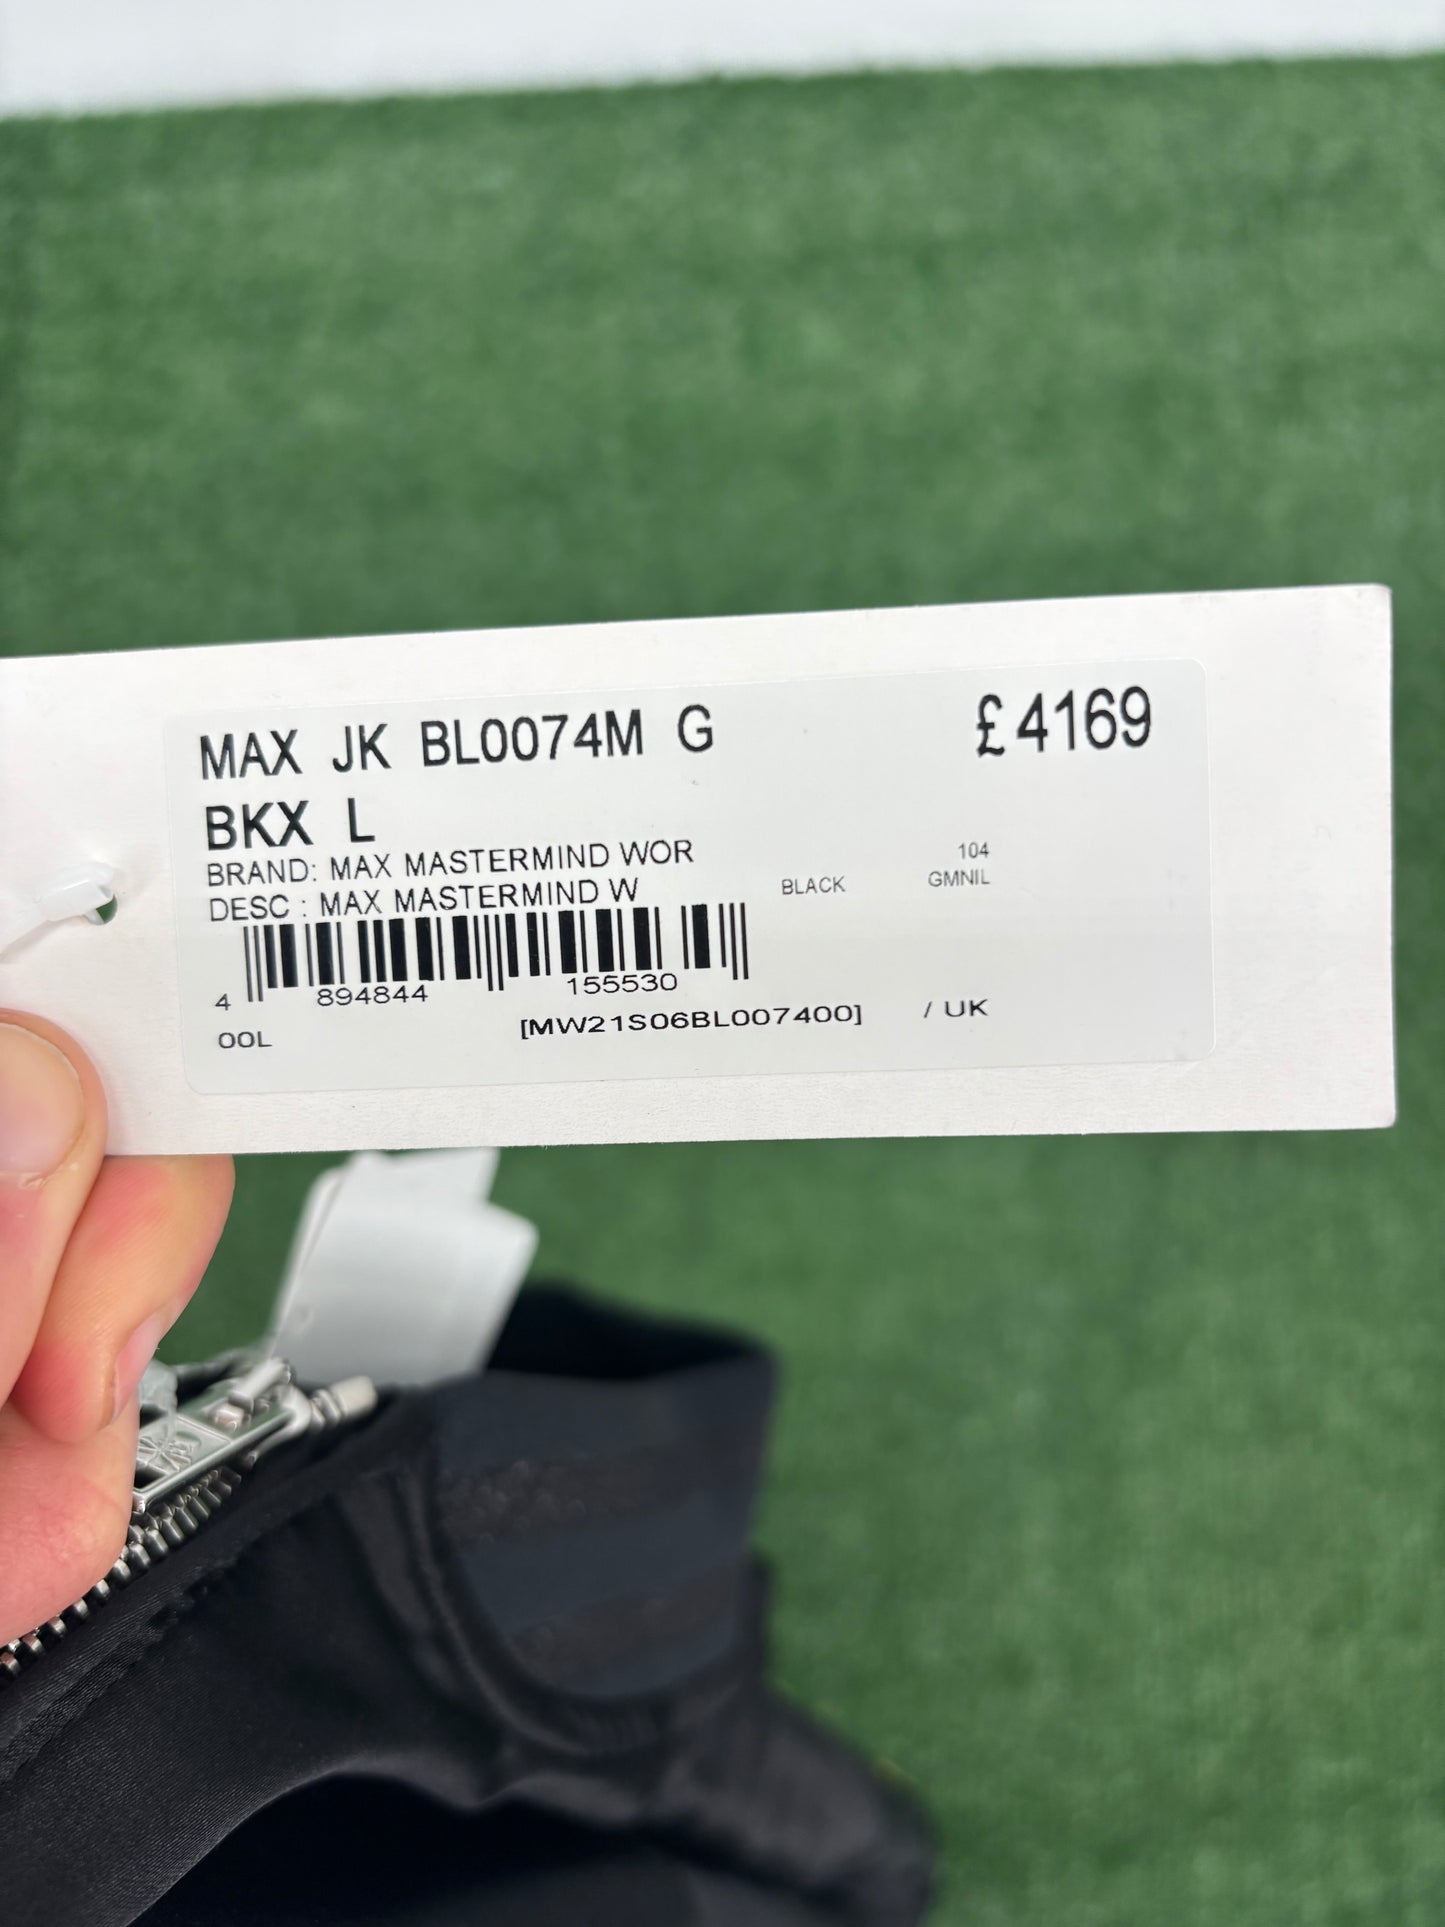 MAX JK BL0074M G £4169
BKX L
BRAND: MAX MASTERMIND WOR 104
DESC : MAX MASTERMIND W BLACK GMNIL
4 894844 155530
00L [MW21S06BL007400] / UK